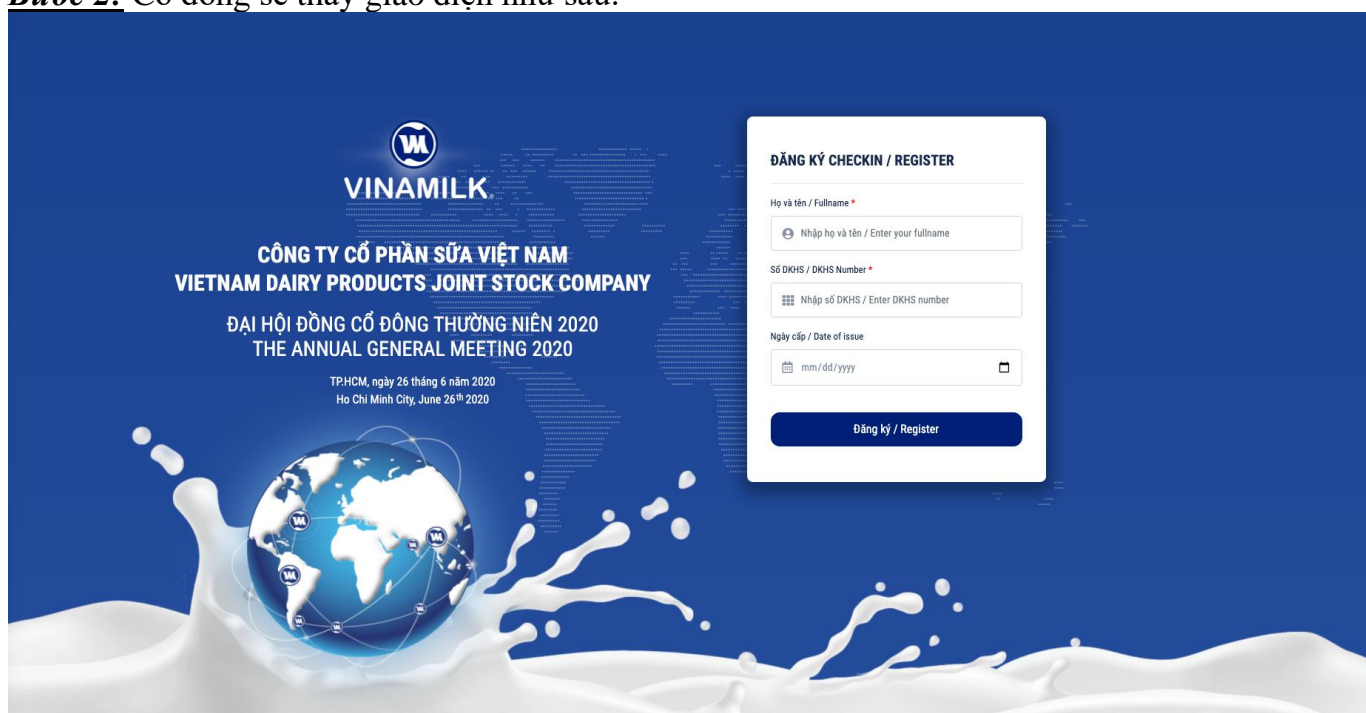 Bước 2: Cổ đông sẽ thấy giao diện như sau:
VINAMILK
CÔNG TY CỔ PHẦN SỮA VIỆT NAM
VIETNAM DAIRY PRODUCTS JOINT STOCK COMPANY
ĐẠI HỘI ĐỒNG CỔ ĐÔNG THƯỜNG NIÊN 2020
THE ANNUAL GENERAL MEETING 2020
TP.HCM, ngày 26 tháng 6 năm 2020
Ho Chi Minh City, June 26th 2020
ĐĂNG KÝ CHECKIN / REGISTER
Họ và tên / Fullname *
Nhập họ và tên / Enter your fullname
Số DKHS / DKHS Number *
Nhập số DKHS / Enter DKHS number
Ngày cấp / Date of issue
mm/dd/yyyy
Đăng ký / Register